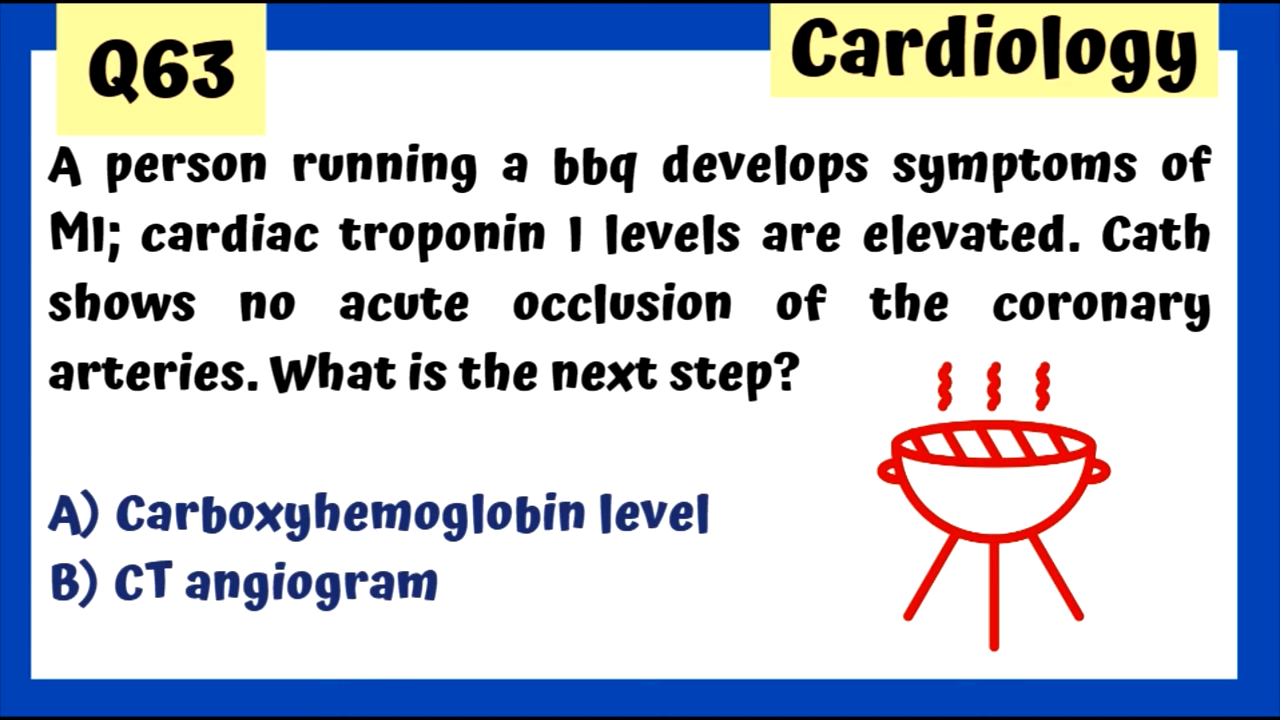 Q63
Cardiology
A person running a bbq develops symptoms of
MI; cardiac troponin I levels are elevated. Cath
shows no acute occlusion of the coronary
arteries. What is the next step?
A) Carboxyhemoglobin level
B) CT angiogram